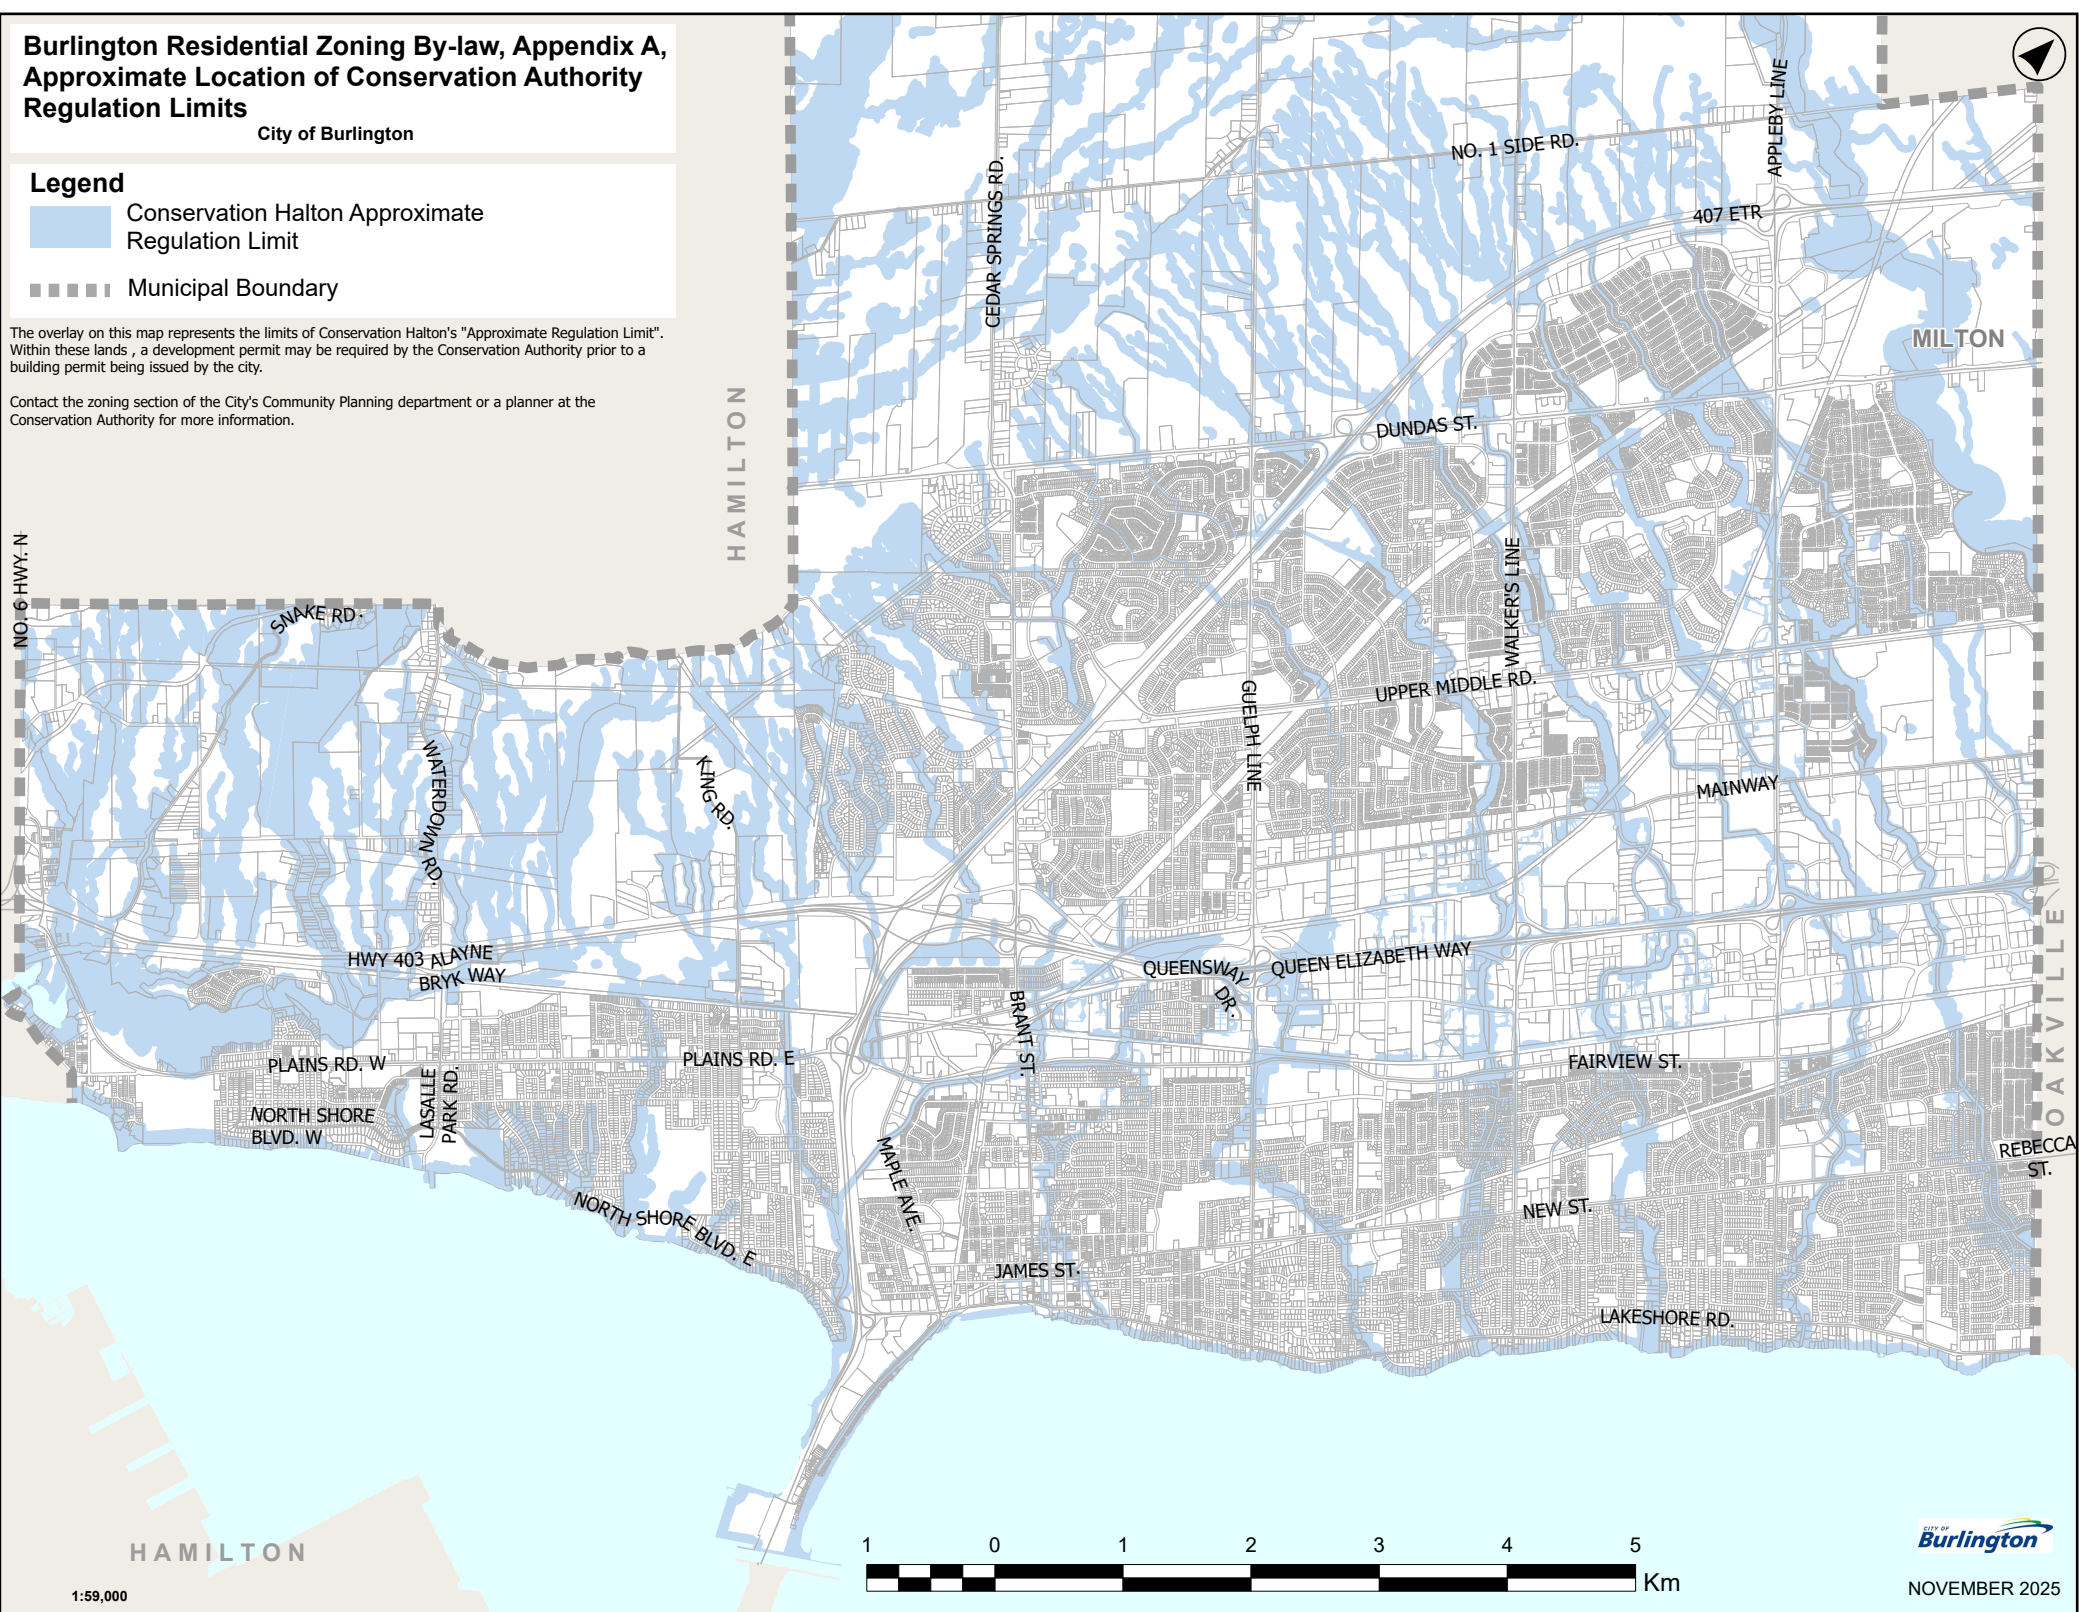 Burlington Residential Zoning By-law, Appendix A,
Approximate Location of Conservation Authority
Regulation Limits
City of Burlington
Legend
Conservation Halton Approximate
Regulation Limit
Municipal Boundary
The overlay on this map represents the limits of Conservation Halton's "Approximate Regulation Limit".
Within these lands , a development permit may be required by the Conservation Authority prior to a
building permit being issued by the city.
Contact the zoning section of the City's Community Planning department or a planner at the
Conservation Authority for more information.
HAMILTON
NO. 6 HWY. N
SNAKE RD.
WATERDOWN RD.
KING RD.
CEDAR SPRINGS RD.
NO. 1 SIDE RD.
APPLEBY LINE
407 ETR
MILTON
DUNDAS ST.
WALKER'S LINE
UPPER MIDDLE RD.
GUELPH LINE
MAINWAY
HWY 403 ALAYNE
BRYK WAY
QUEENSWAY
DR.
QUEEN ELIZABETH WAY
OAKVILLE
BRANT ST.
PLAINS RD. W
PLAINS RD. E
FAIRVIEW ST.
LASALLE
PARK RD.
NORTH SHORE
BLVD. W
MAPLE AVE.
REBECCA
ST.
NEW ST.
NORTH SHORE BLVD. E
JAMES ST.
LAKESHORE RD.
HAMILTON
1:59,000
1 0 1 2 3 4 5
Km
CITY OF
Burlington
NOVEMBER 2025